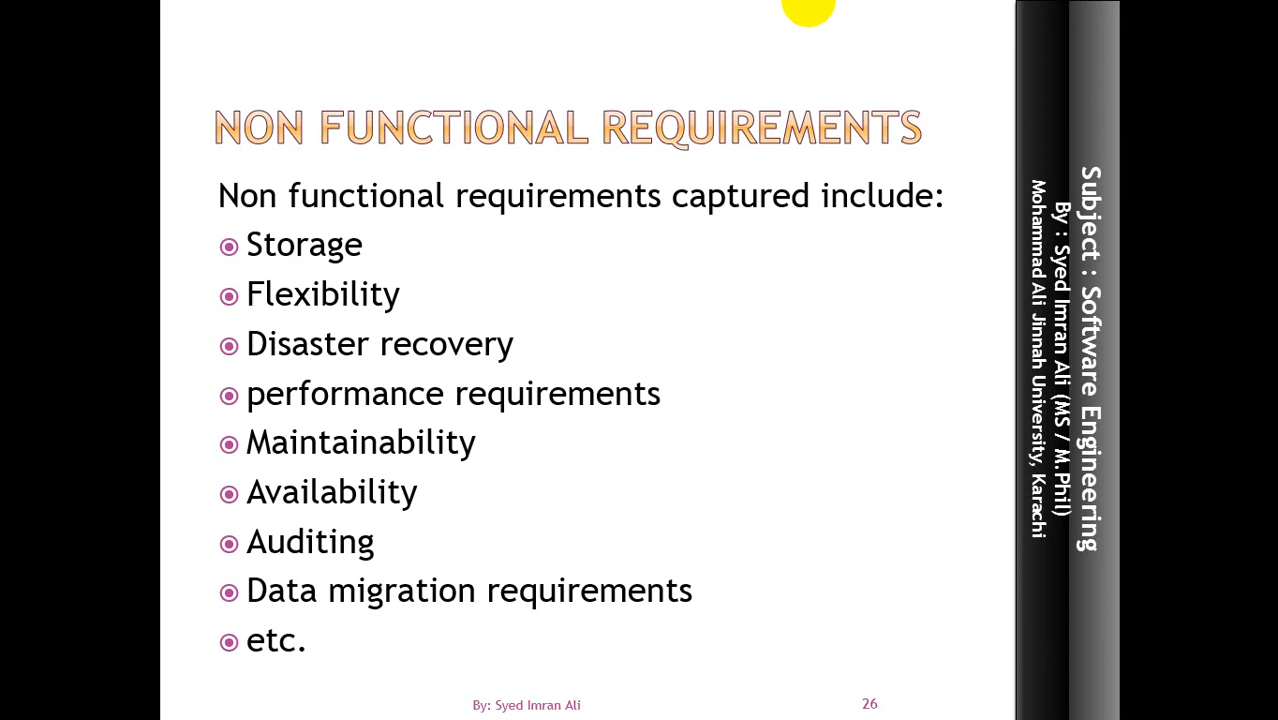 NON FUNCTIONAL REQUIREMENTS
Non functional requirements captured include:
Storage
Flexibility
Disaster recovery
performance requirements
Maintainability
Availability
Auditing
Data migration requirements
etc.
By: Syed Imran Ali
26
Subject : Software Engineering
By : Syed Imran Ali (MS / M.Phil)
Mohammad Ali Jinnah University, Karachi